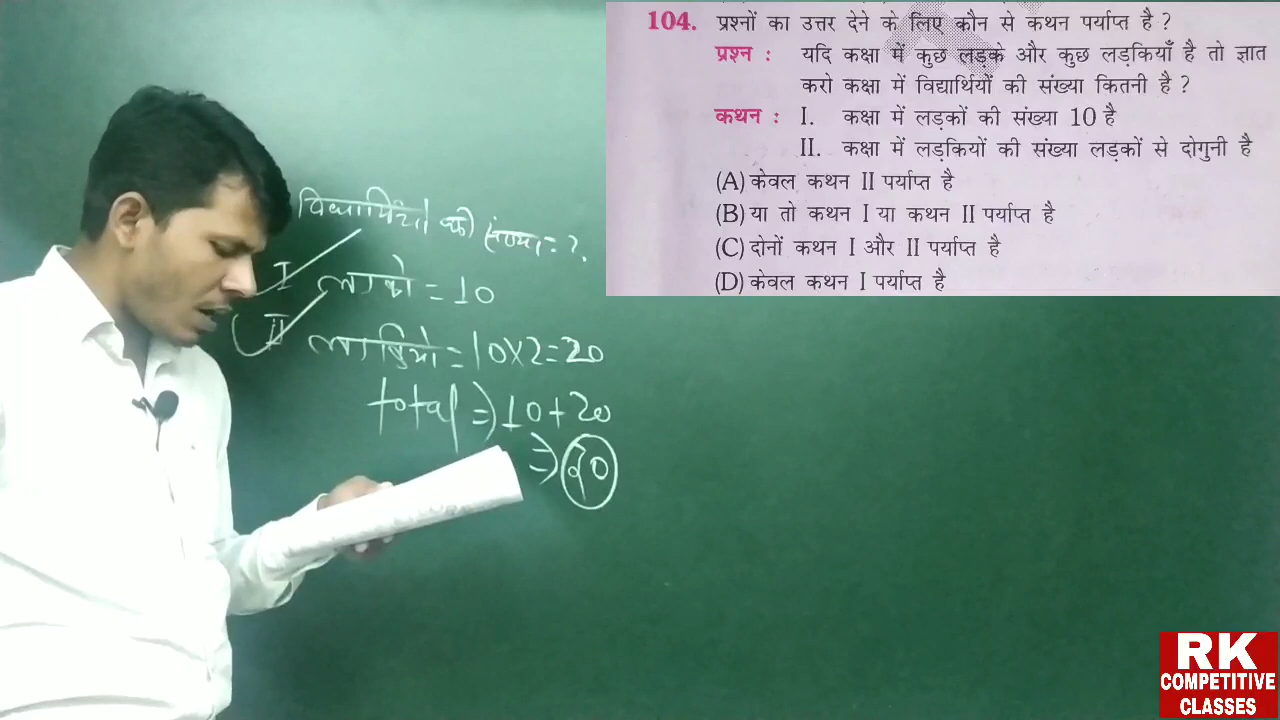 104. प्रश्नों का उत्तर देने के लिए कौन से कथन पर्याप्त है ?
प्रश्न : यदि कक्षा में कुछ लड़के और कुछ लड़कियाँ है तो ज्ञात
करो कक्षा में विद्यार्थियों की संख्या कितनी है ?
कथन : I. कक्षा में लड़कों की संख्या 10 है
II. कक्षा में लड़कियों की संख्या लड़कों से दोगुनी है
(A) केवल कथन II पर्याप्त है
(B) या तो कथन I या कथन II पर्याप्त है
(C) दोनों कथन I और II पर्याप्त है
(D) केवल कथन I पर्याप्त है
की संख्या = ?
I = 10
II = 10×2=20
total ⇒ 10+20
⇒ 30
RK
COMPETITIVE
CLASSES